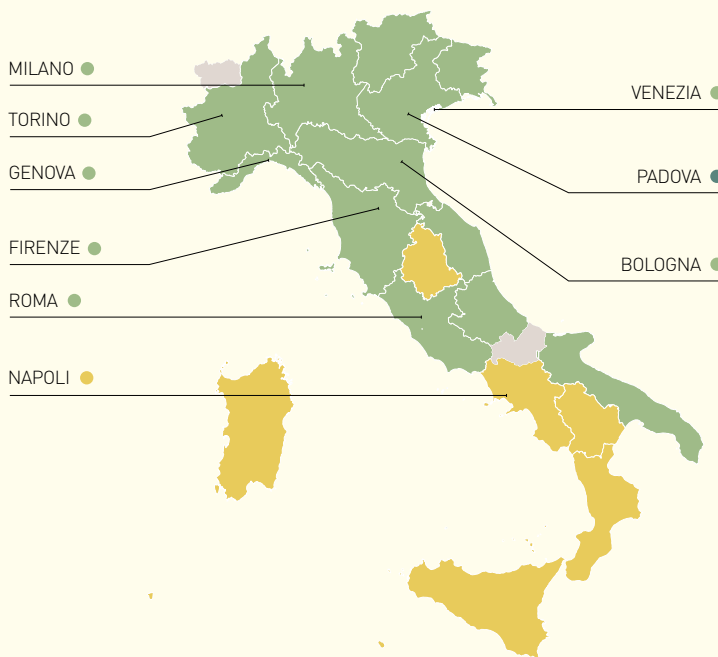 MILANO
TORINO
GENOVA
FIRENZE
ROMA
NAPOLI
VENEZIA
PADOVA
BOLOGNA